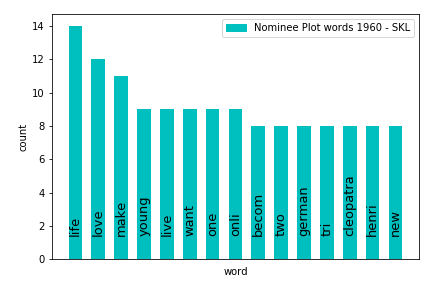 Nominee Plot words 1960 - SKL
14
12
10
8
6
4
2
0
count
life
love
make
young
live
want
one
onli
becom
two
german
tri
cleopatra
henri
new
word